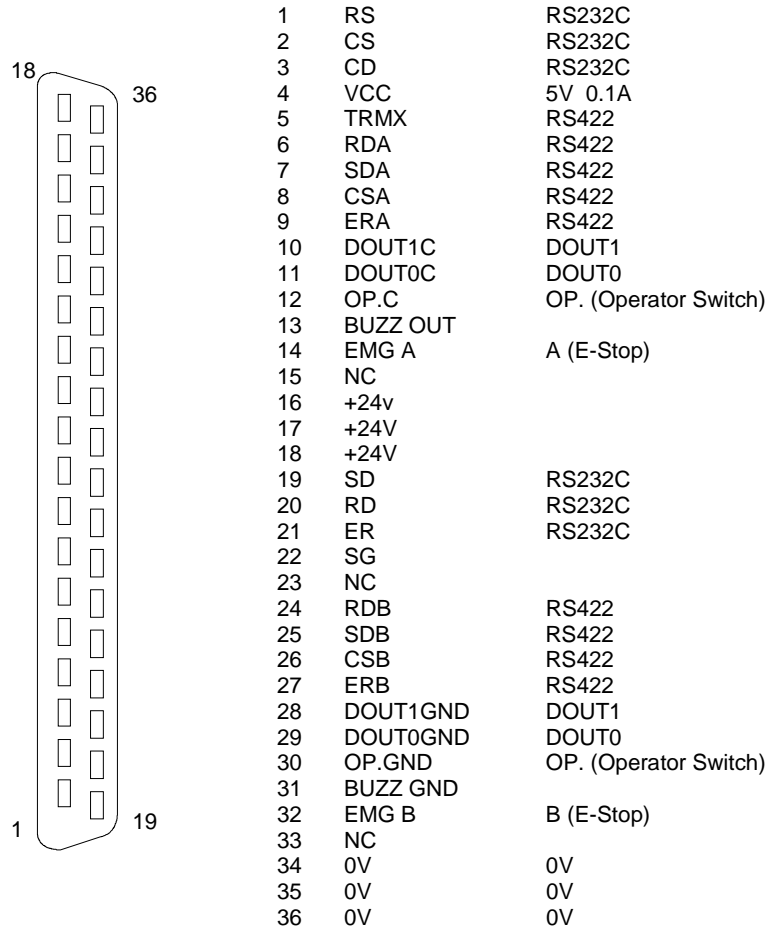 18
36
1
19
1 RS RS232C
2 CS RS232C
3 CD RS232C
4 VCC 5V 0.1A
5 TRMX RS422
6 RDA RS422
7 SDA RS422
8 CSA RS422
9 ERA RS422
10 DOUT1C DOUT1
11 DOUT0C DOUT0
12 OP.C OP. (Operator Switch)
13 BUZZ OUT
14 EMG A A (E-Stop)
15 NC
16 +24v
17 +24V
18 +24V
19 SD RS232C
20 RD RS232C
21 ER RS232C
22 SG
23 NC
24 RDB RS422
25 SDB RS422
26 CSB RS422
27 ERB RS422
28 DOUT1GND DOUT1
29 DOUT0GND DOUT0
30 OP.GND OP. (Operator Switch)
31 BUZZ GND
32 EMG B B (E-Stop)
33 NC
34 0V 0V
35 0V 0V
36 0V 0V